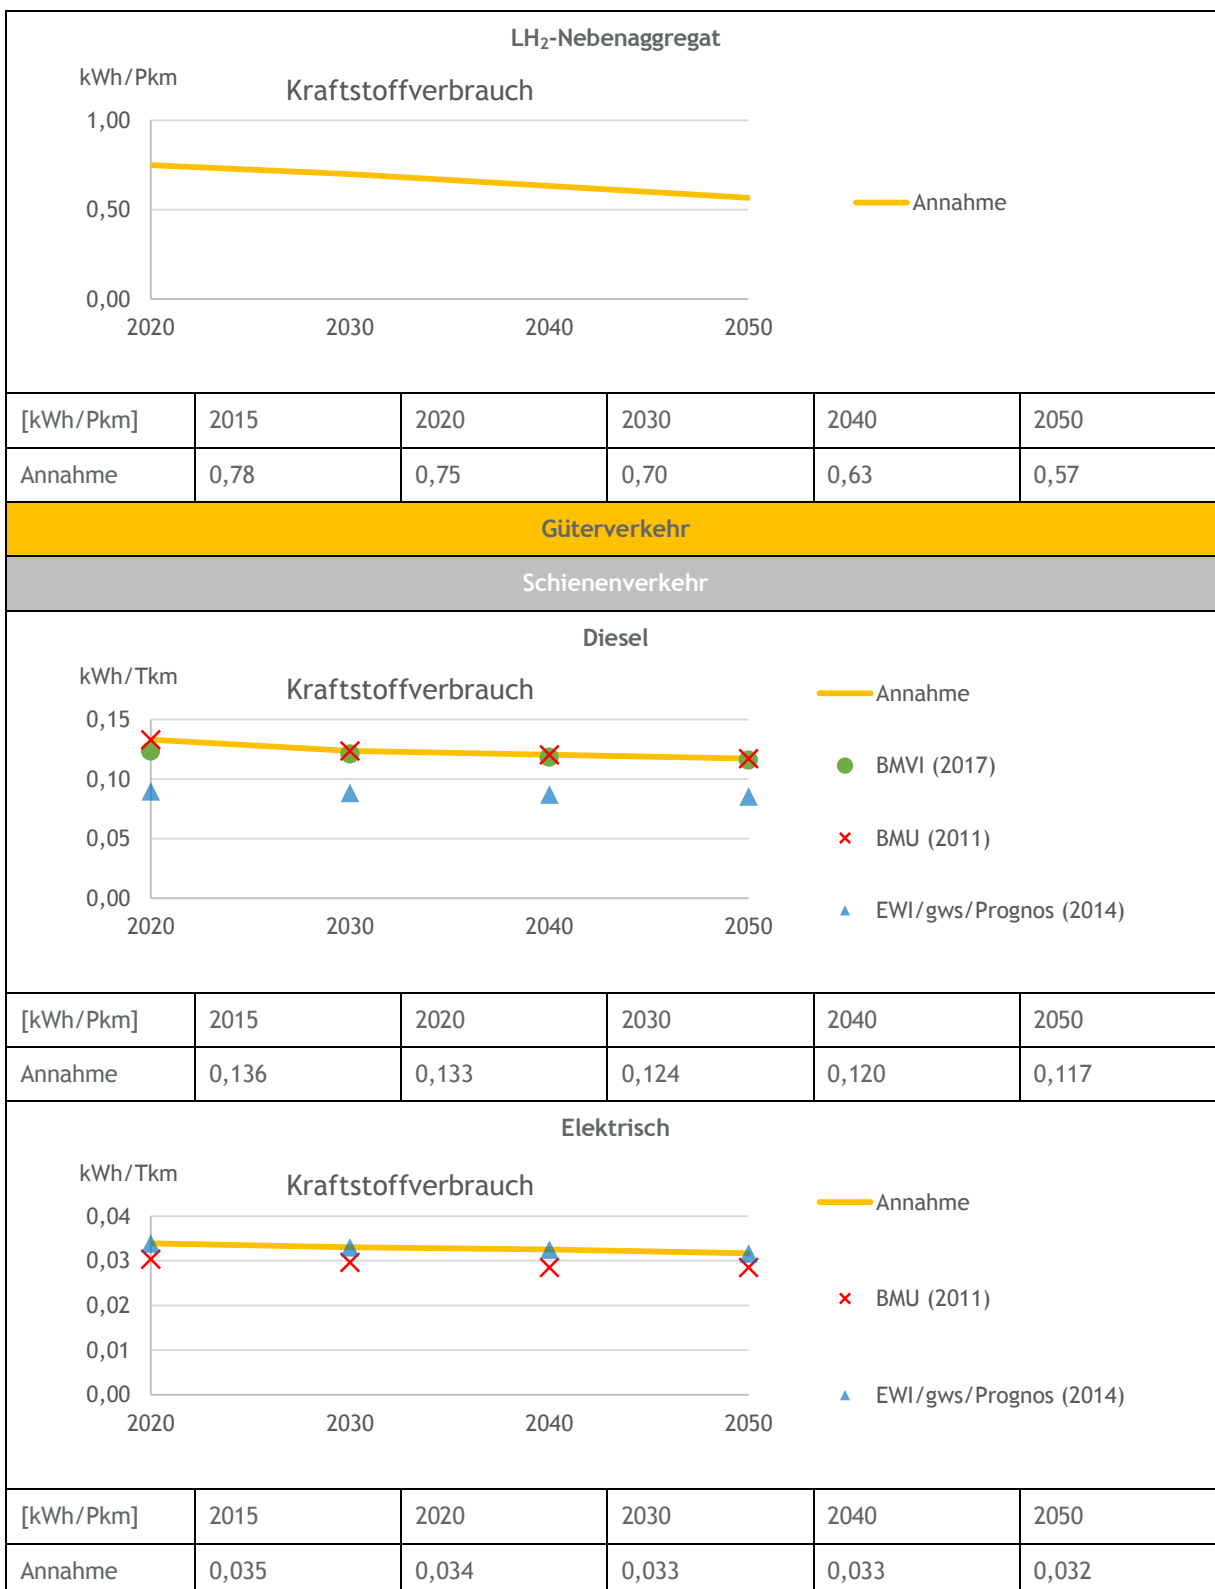 LH₂-Nebenaggregat
kWh/Pkm
Kraftstoffverbrauch
1,00
0,50
0,00
2020 2030 2040 2050
Annahme
[kWh/Pkm] 2015 2020 2030 2040 2050
Annahme 0,78 0,75 0,70 0,63 0,57
Güterverkehr
Schienenverkehr
Diesel
kWh/Tkm
Kraftstoffverbrauch
0,15
0,10
0,05
0,00
2020 2030 2040 2050
Annahme
BMVI (2017)
BMU (2011)
EWI/gws/Prognos (2014)
[kWh/Pkm] 2015 2020 2030 2040 2050
Annahme 0,136 0,133 0,124 0,120 0,117
Elektrisch
kWh/Tkm
Kraftstoffverbrauch
0,04
0,03
0,02
0,01
0,00
2020 2030 2040 2050
Annahme
BMU (2011)
EWI/gws/Prognos (2014)
[kWh/Pkm] 2015 2020 2030 2040 2050
Annahme 0,035 0,034 0,033 0,033 0,032